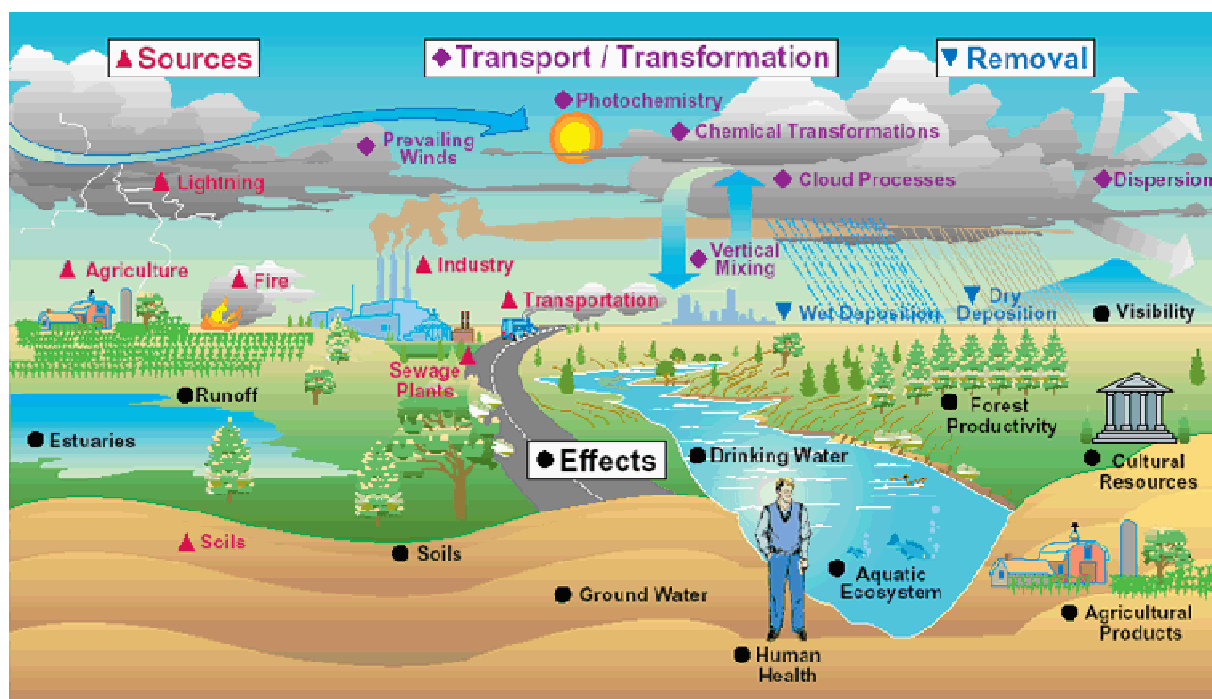 Sources
Transport / Transformation
Removal
Photochemistry
Prevailing
Winds
Chemical Transformations
Lightning
Cloud Processes
Dispersion
Agriculture
Fire
Industry
Vertical
Mixing
Transportation
Wet Deposition
Dry
Deposition
Visibility
Sewage
Plants
Runoff
Forest
Productivity
Estuaries
Effects
Drinking Water
Cultural
Resources
Soils
Soils
Ground Water
Aquatic
Ecosystem
Agricultural
Products
Human
Health